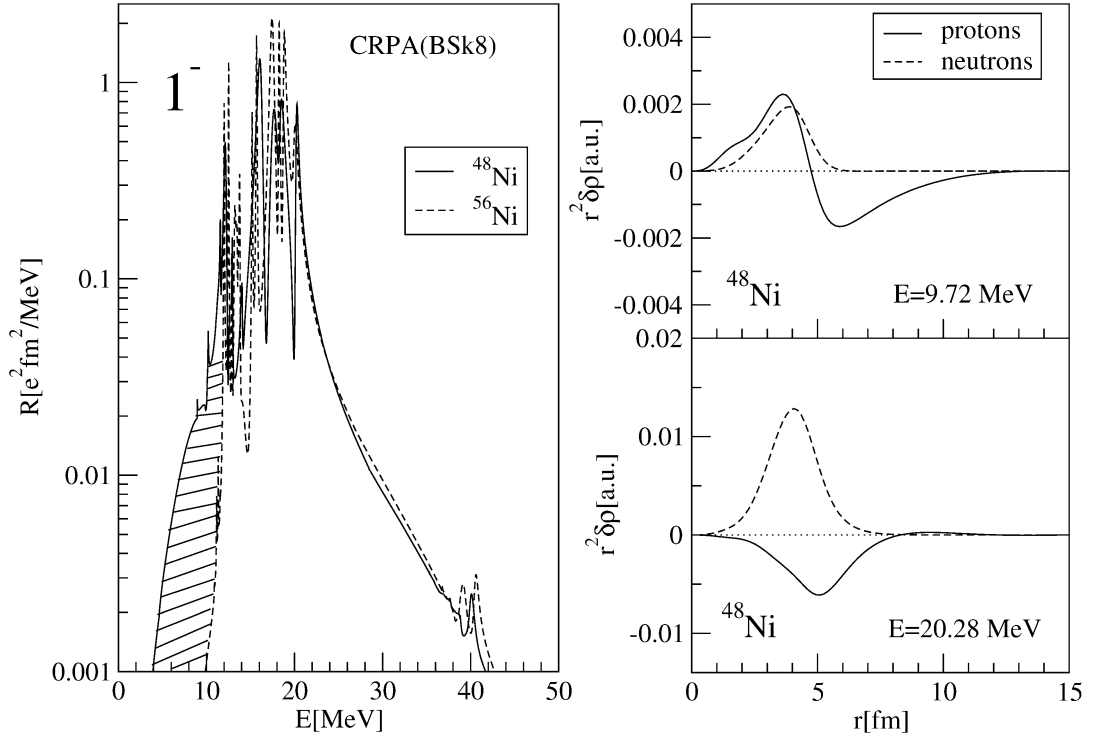 CRPA(BSk8)
1⁻
⁴⁸Ni
⁵⁶Ni
1
0.1
0.01
0.001
R[e²fm²/MeV]
0 10 20 30 40 50
E[MeV]
protons
neutrons
0.004
0.002
0
-0.002
-0.004
r²δρ[a.u.]
⁴⁸Ni E=9.72 MeV
0.02
0.01
0
-0.01
r²δρ[a.u.]
⁴⁸Ni E=20.28 MeV
0 5 10 15
r[fm]